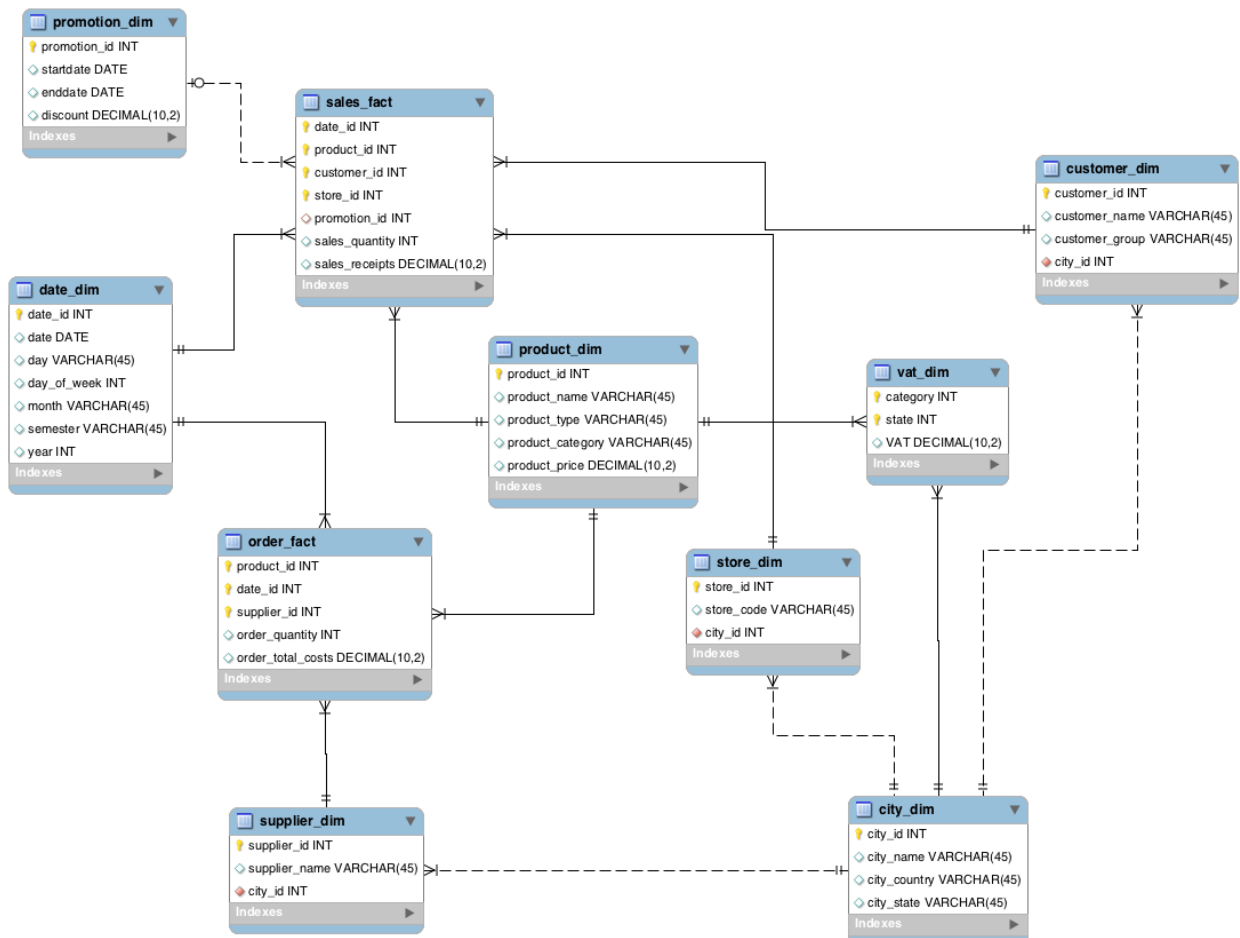 promotion_dim
promotion_id INT
startdate DATE
enddate DATE
discount DECIMAL(10,2)
Indexes
sales_fact
date_id INT
product_id INT
customer_id INT
store_id INT
promotion_id INT
sales_quantity INT
sales_receipts DECIMAL(10,2)
Indexes
customer_dim
customer_id INT
customer_name VARCHAR(45)
customer_group VARCHAR(45)
city_id INT
Indexes
date_dim
date_id INT
date DATE
day VARCHAR(45)
day_of_week INT
month VARCHAR(45)
semester VARCHAR(45)
year INT
Indexes
product_dim
product_id INT
product_name VARCHAR(45)
product_type VARCHAR(45)
product_category VARCHAR(45)
product_price DECIMAL(10,2)
Indexes
vat_dim
category INT
state INT
VAT DECIMAL(10,2)
Indexes
order_fact
product_id INT
date_id INT
supplier_id INT
order_quantity INT
order_total_costs DECIMAL(10,2)
Indexes
store_dim
store_id INT
store_code VARCHAR(45)
city_id INT
Indexes
supplier_dim
supplier_id INT
supplier_name VARCHAR(45)
city_id INT
Indexes
city_dim
city_id INT
city_name VARCHAR(45)
city_country VARCHAR(45)
city_state VARCHAR(45)
Indexes